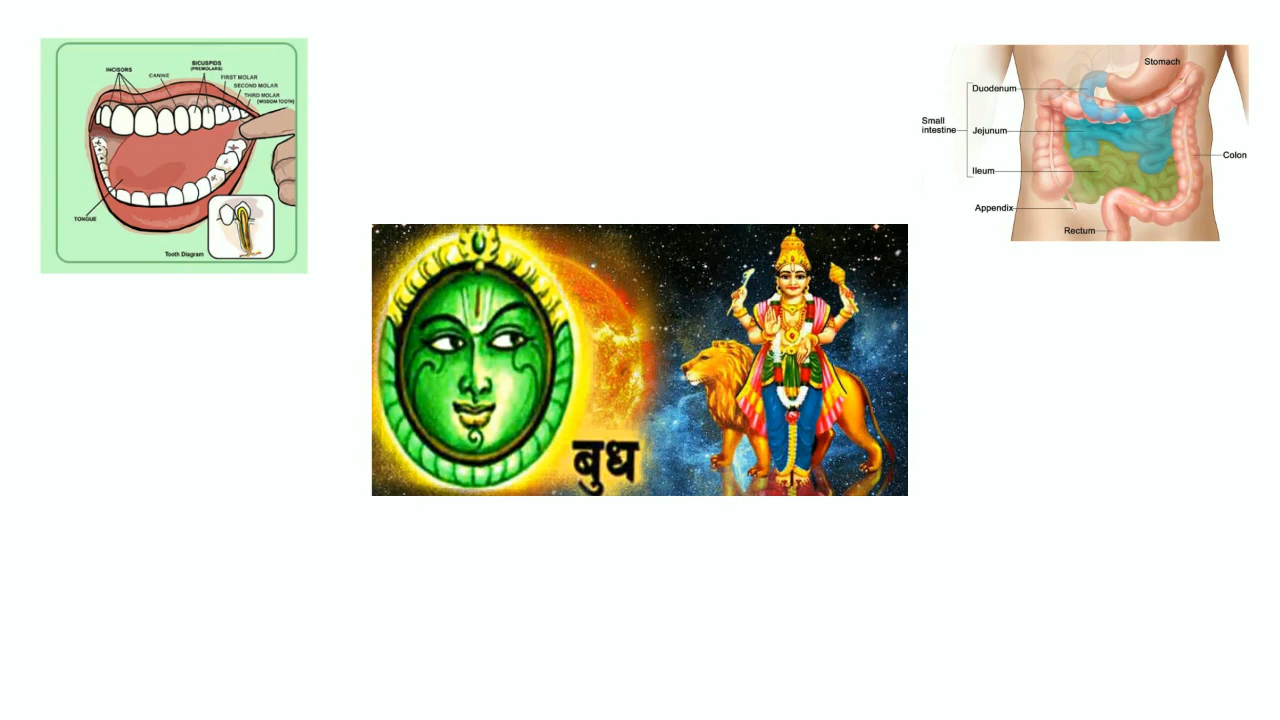 INCISORS
CANINE
BICUSPIDS
(PREMOLARS)
FIRST MOLAR
SECOND MOLAR
THIRD MOLAR
(WISDOM TOOTH)
TONGUE
Tooth Diagram
Stomach
Duodenum
Small
intestine
Jejunum
Colon
Ileum
Appendix
Rectum
बुध